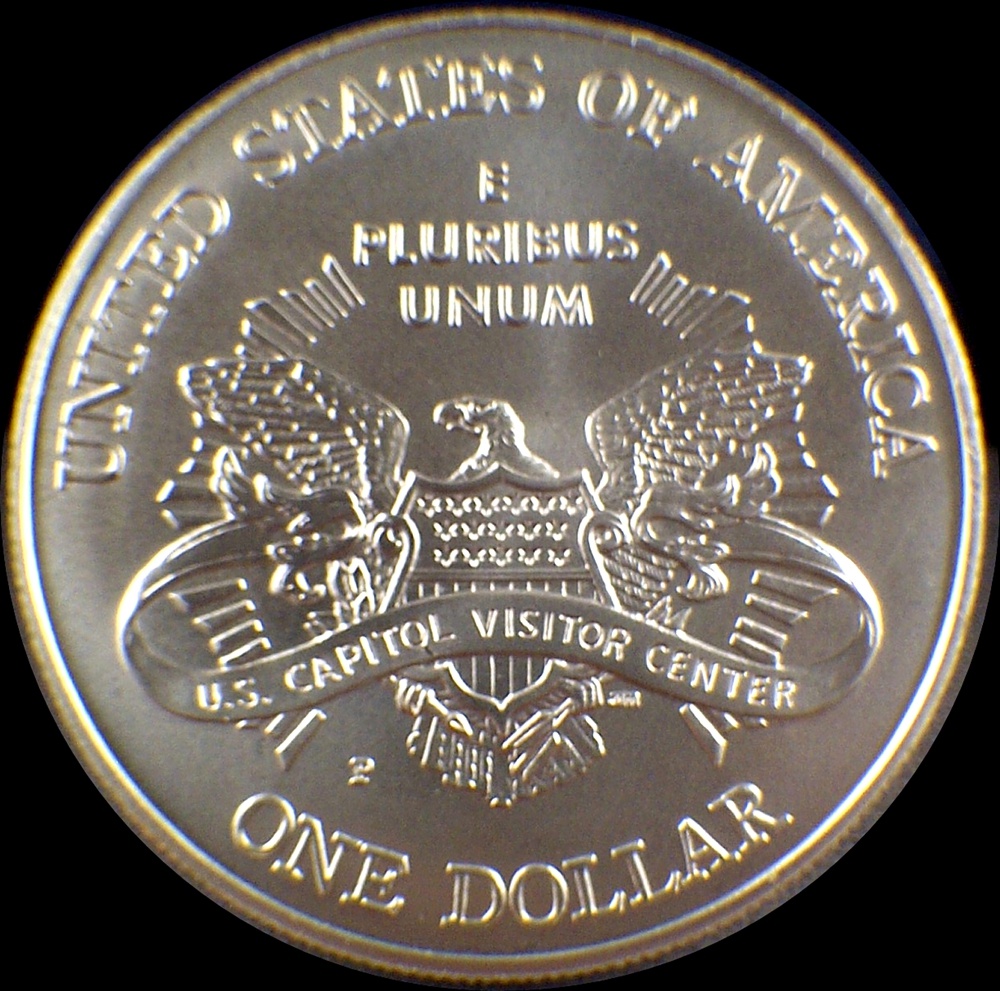 UNITED STATES OF AMERICA
E
PLURIBUS
UNUM
U.S. CAPITOL VISITOR CENTER
P
ONE DOLLAR